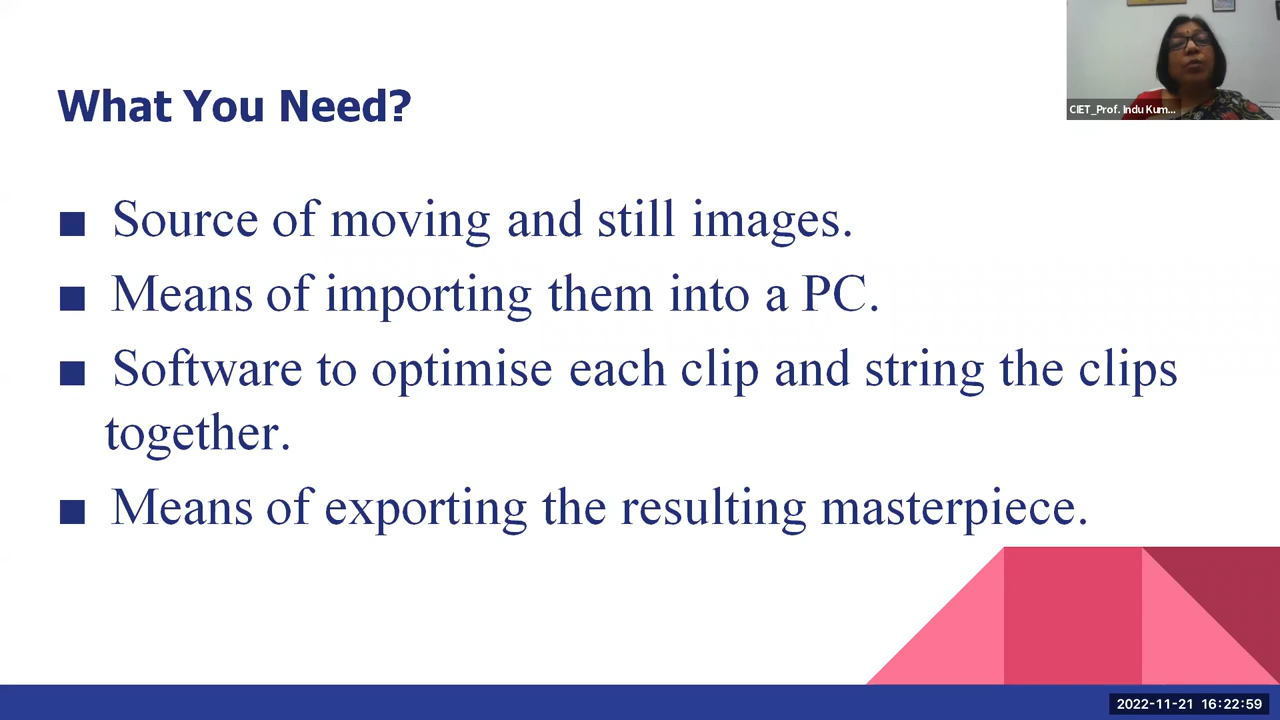 What You Need?
CIET_Prof. Indu Kum...
■ Source of moving and still images.
■ Means of importing them into a PC.
■ Software to optimise each clip and string the clips
together.
■ Means of exporting the resulting masterpiece.
2022-11-21 16:22:59